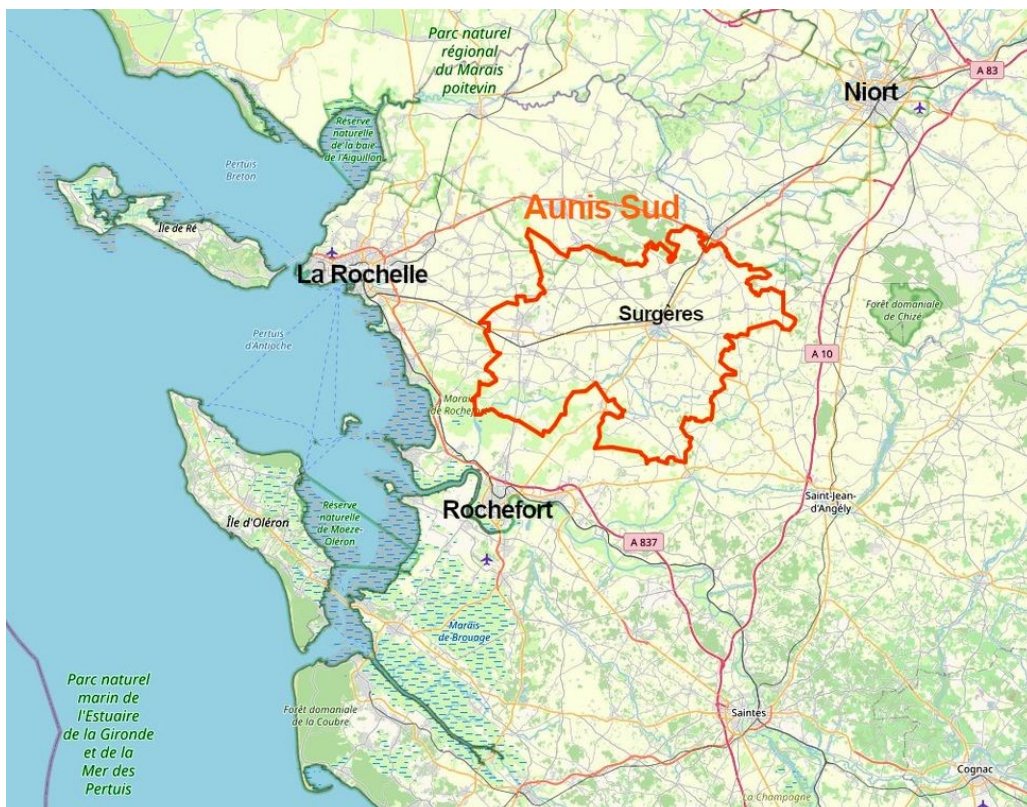 Parc naturel
régional
du Marais
poitevin
A 83
Niort
Réserve
naturelle
de la baie
de l'Aiguillon
Pertuis
Breton
Aunis Sud
Île de Ré
La Rochelle
Surgères
Forêt domaniale
de Chizé
Pertuis
d'Antioche
A 10
Marais
de Rochefort
Saint-Jean-
d'Angély
Rochefort
Île d'Oléron
Réserve
naturelle
de Moëze-
Oléron
A 837
Marais
de Brouage
Parc naturel
marin de
l'Estuaire
de la Gironde
et de la
Mer des
Pertuis
Forêt domaniale
de la Coubre
Saintes
Cognac
La Champagne